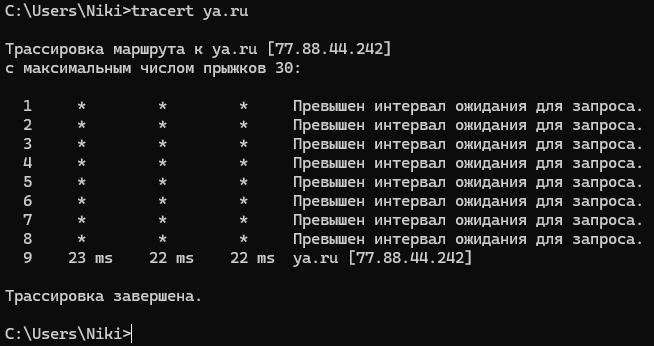 C:\Users\Niki>tracert ya.ru
Трассировка маршрута к ya.ru [77.88.44.242]
с максимальным числом прыжков 30:
1 * * * Превышен интервал ожидания для запроса.
2 * * * Превышен интервал ожидания для запроса.
3 * * * Превышен интервал ожидания для запроса.
4 * * * Превышен интервал ожидания для запроса.
5 * * * Превышен интервал ожидания для запроса.
6 * * * Превышен интервал ожидания для запроса.
7 * * * Превышен интервал ожидания для запроса.
8 * * * Превышен интервал ожидания для запроса.
9 23 ms 22 ms 22 ms ya.ru [77.88.44.242]
Трассировка завершена.
C:\Users\Niki>